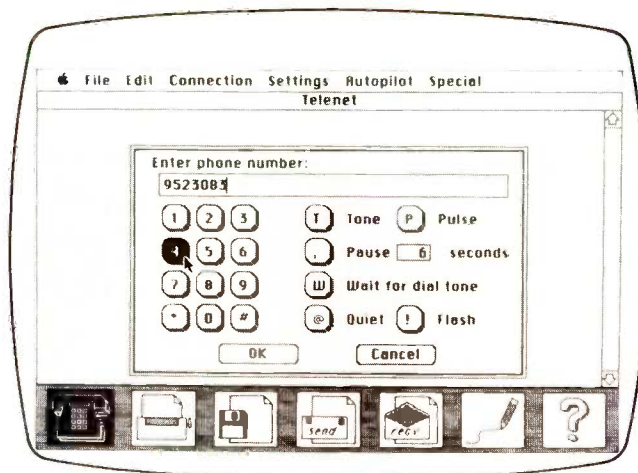 File Edit Connection Settings Autopilot Special
Telenet
Enter phone number:
9523083
1 2 3 T Tone P Pulse
4 5 6 , Pause 6 seconds
7 8 9 W Wait for dial tone
* 0 # @ Quiet ! Flash
OK Cancel
send recv ?